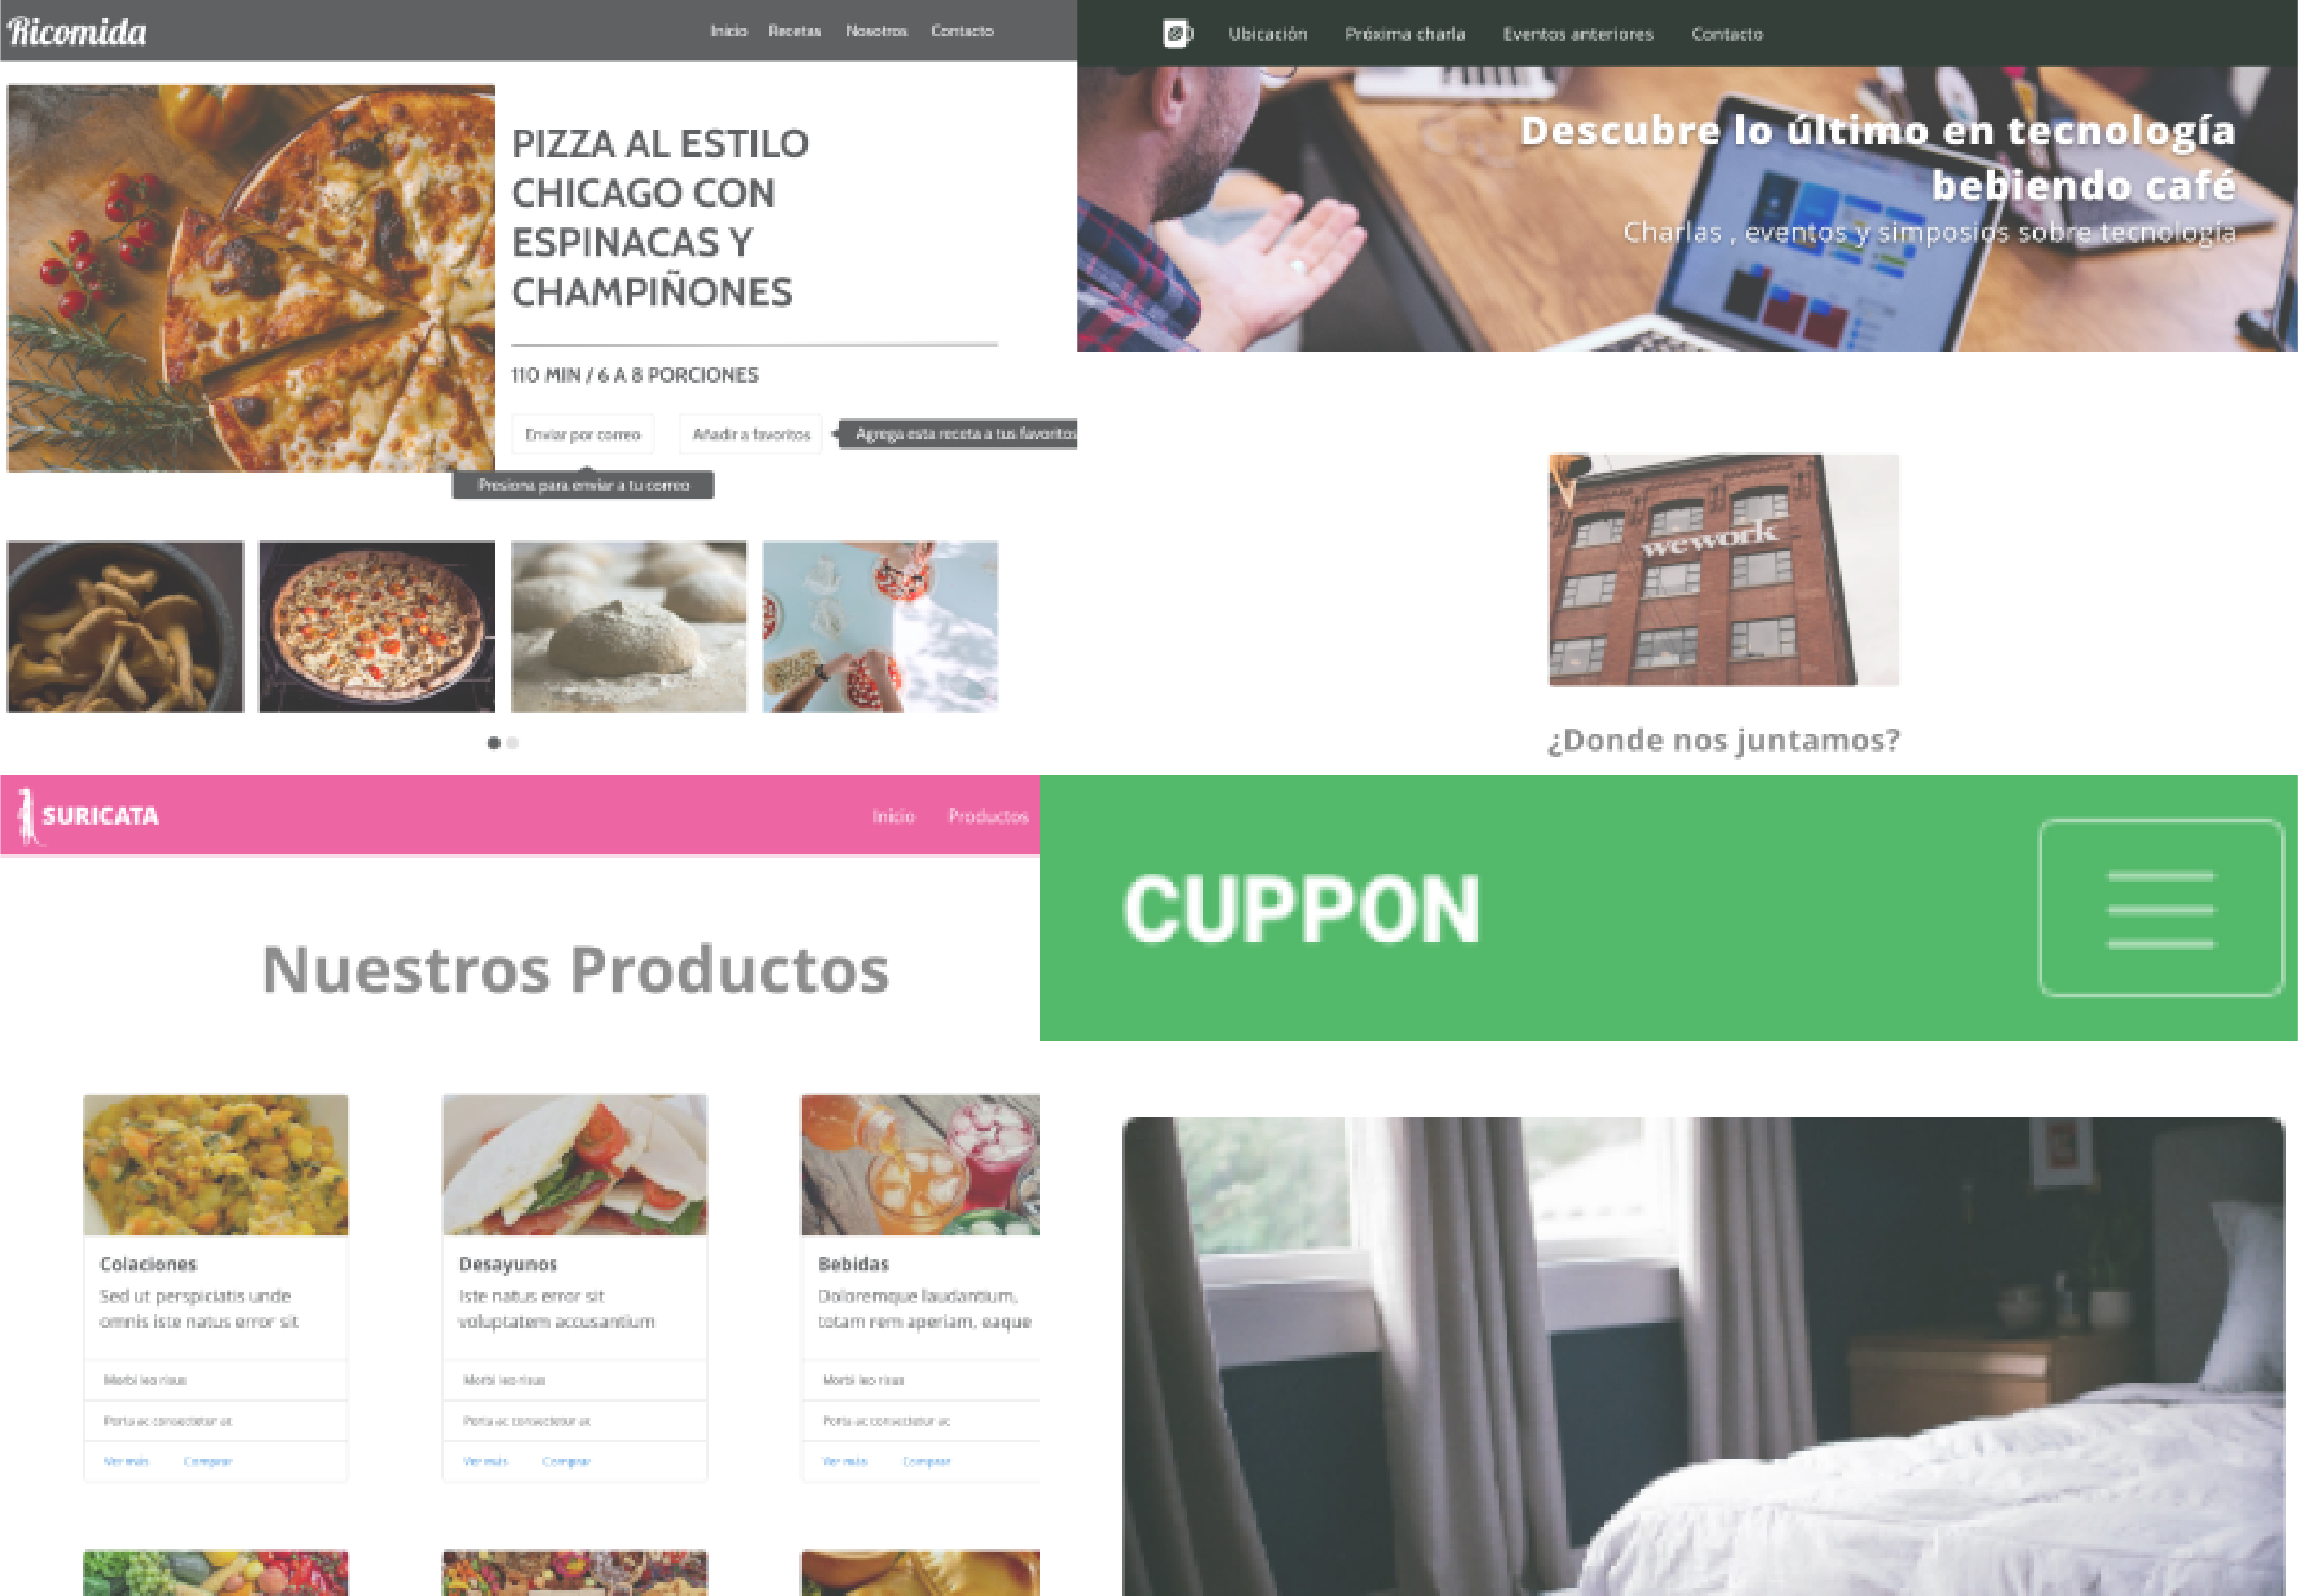 Ricomida
Inicio Recetas Nosotros Contacto
PIZZA AL ESTILO
CHICAGO CON
ESPINACAS Y
CHAMPIÑONES
110 MIN / 6 A 8 PORCIONES
Enviar por correo
Añadir a favoritos
Agrega esta receta a tus favoritos
Presiona para enviar a tu correo
Ubicación Próxima charla Eventos anteriores Contacto
Descubre lo último en tecnología
bebiendo café
Charlas , eventos y simposios sobre tecnología
wework
¿Donde nos juntamos?
SURICATA
Inicio Productos
Nuestros Productos
Colaciones
Sed ut perspiciatis unde
omnis iste natus error sit
Morbi leo risus
Porta ac consectetur ac
Ver más Comprar
Desayunos
Iste natus error sit
voluptatem accusantium
Morbi leo risus
Porta ac consectetur ac
Ver más Comprar
Bebidas
Doloremque laudantium,
totam rem aperiam, eaque
Morbi leo risus
Porta ac consectetur ac
Ver más Comprar
CUPPON